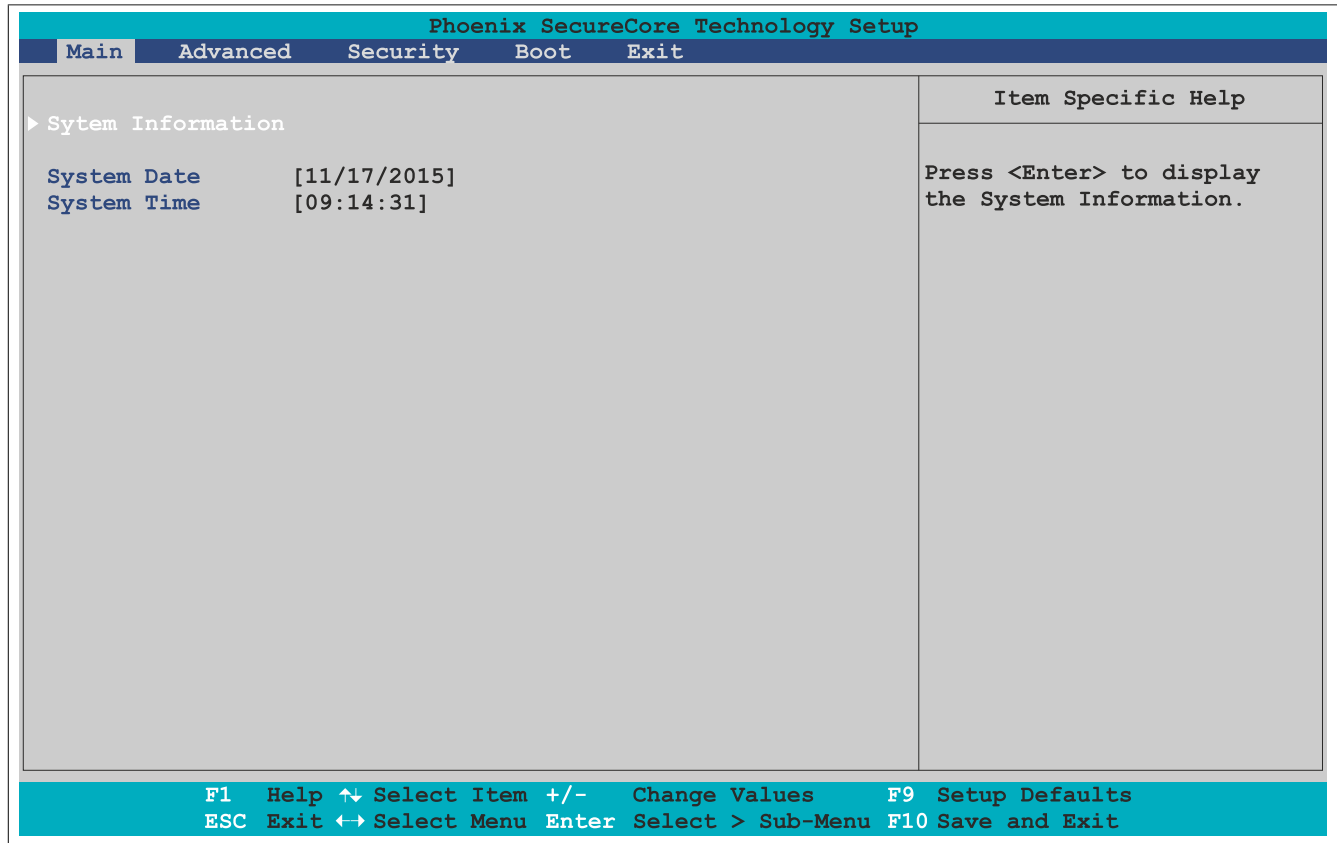 Phoenix SecureCore Technology Setup
Main Advanced Security Boot Exit
Sytem Information
System Date [11/17/2015]
System Time [09:14:31]
Item Specific Help
Press <Enter> to display
the System Information.
F1 Help ↑↓ Select Item +/- Change Values F9 Setup Defaults
ESC Exit ←→ Select Menu Enter Select > Sub-Menu F10 Save and Exit